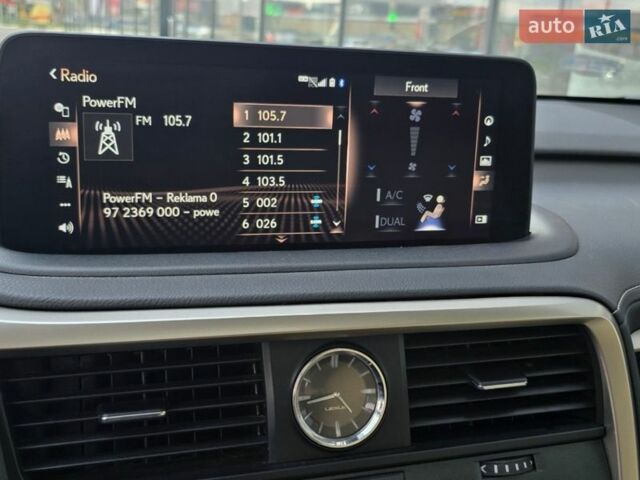 auto RIA
.com
Radio
Front
PowerFM
FM 105.7
1 105.7
2 101.1
3 101.5
4 103.5
5 002
6 026
A/C
DUAL
PowerFM – Reklama 0
97 2369 000 – powe
LEXUS